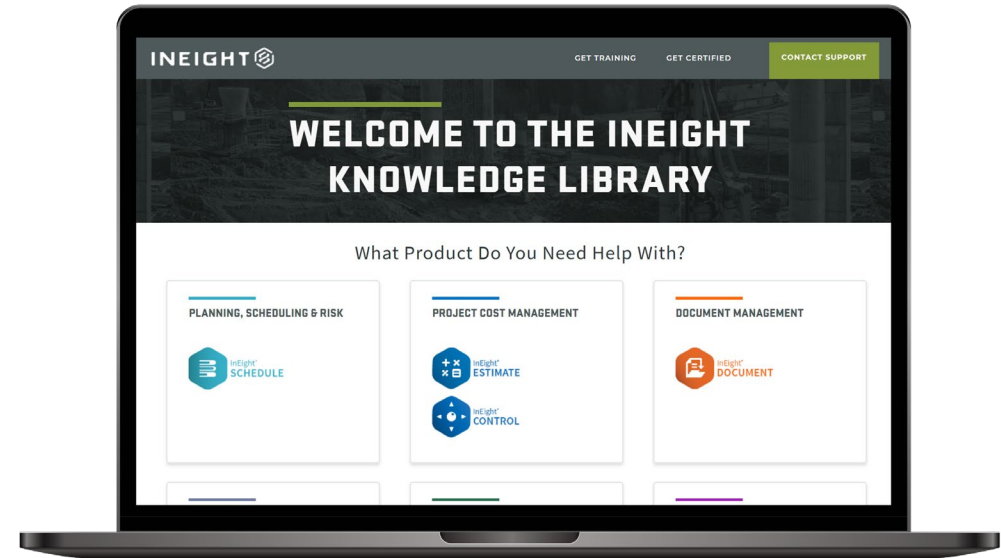 INEIGHT
GET TRAINING
GET CERTIFIED
CONTACT SUPPORT
WELCOME TO THE INEIGHT
KNOWLEDGE LIBRARY
What Product Do You Need Help With?
PLANNING, SCHEDULING & RISK
InEight®
SCHEDULE
PROJECT COST MANAGEMENT
InEight®
ESTIMATE
InEight®
CONTROL
DOCUMENT MANAGEMENT
InEight®
DOCUMENT